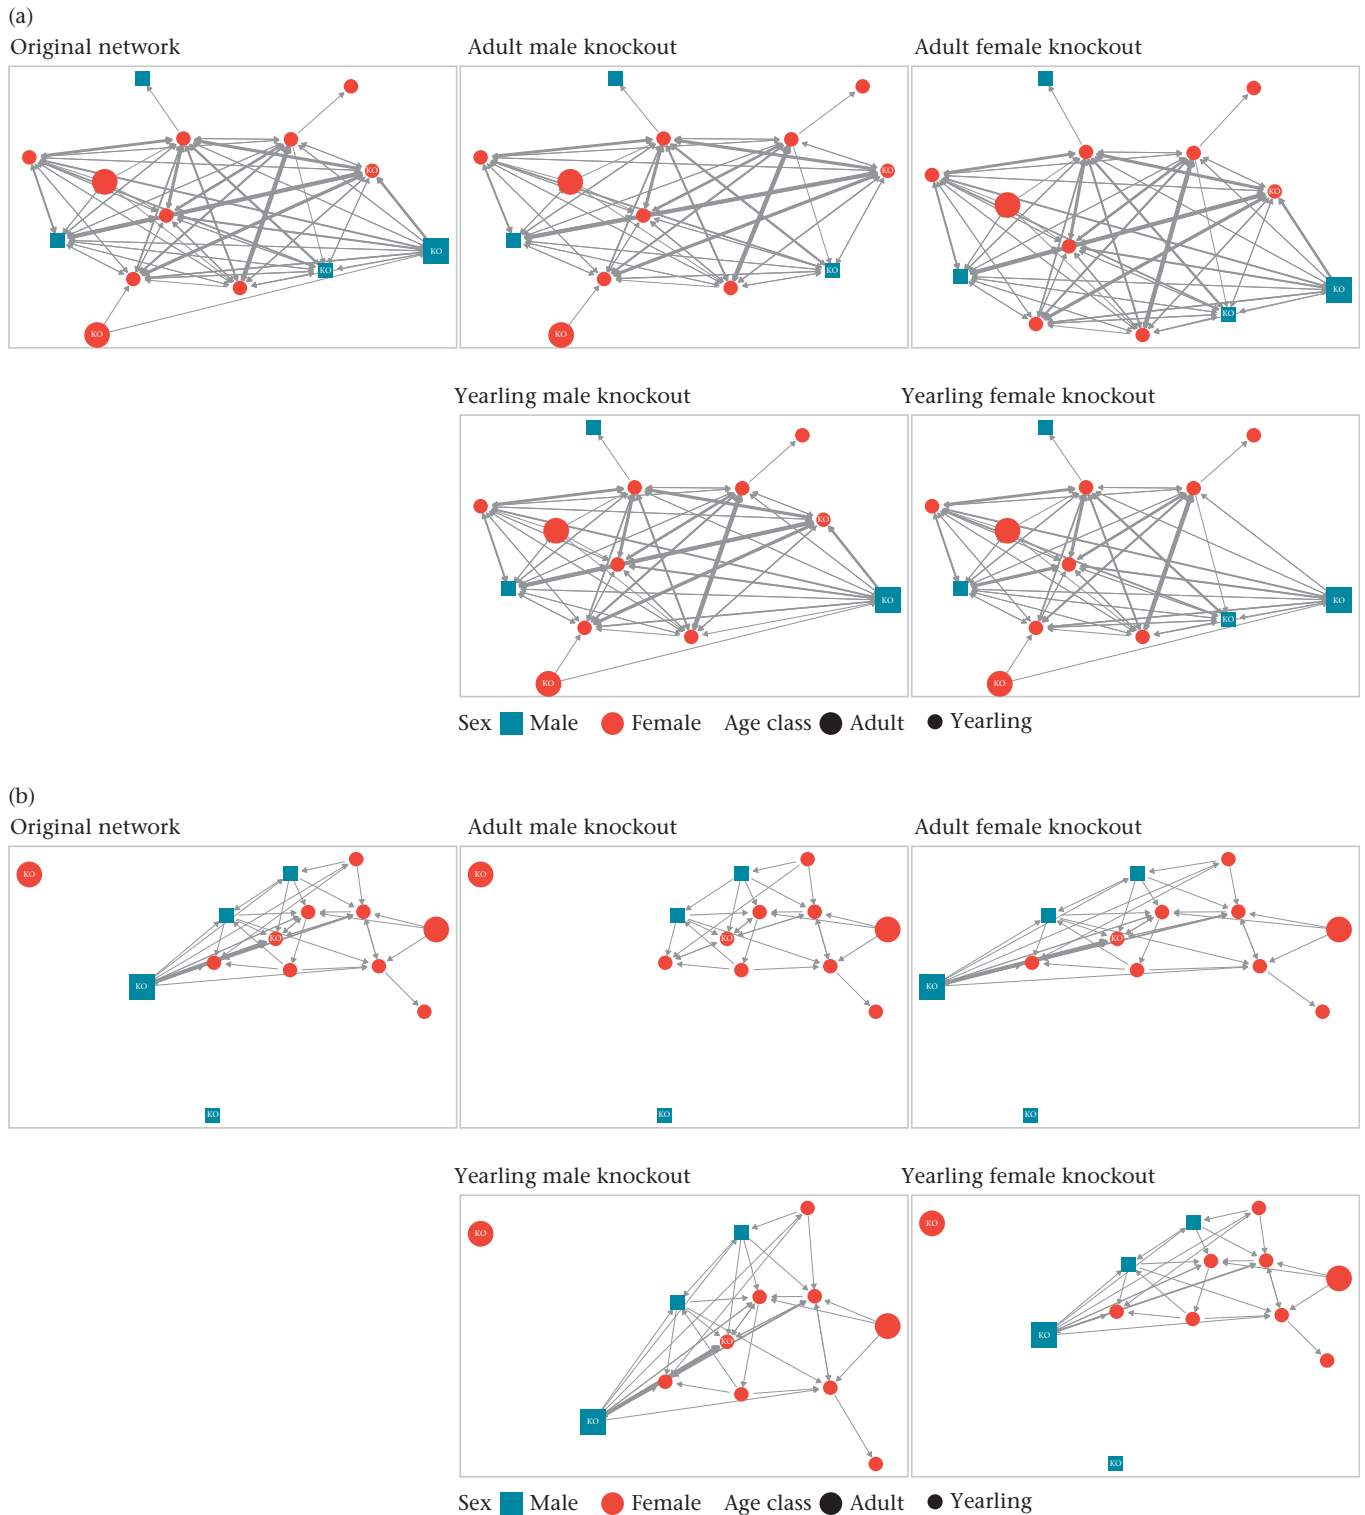 (a)
Original network
Adult male knockout
Adult female knockout
KO
KO
KO
KO
KO
KO
KO
KO
KO
KO
Yearling male knockout
Yearling female knockout
KO
KO
KO
KO
KO
KO
Sex Male Female Age class Adult Yearling
(b)
Original network
Adult male knockout
Adult female knockout
KO
KO
KO
KO
KO
KO
KO
KO
KO
KO
Yearling male knockout
Yearling female knockout
KO
KO
KO
KO
KO
KO
Sex Male Female Age class Adult Yearling